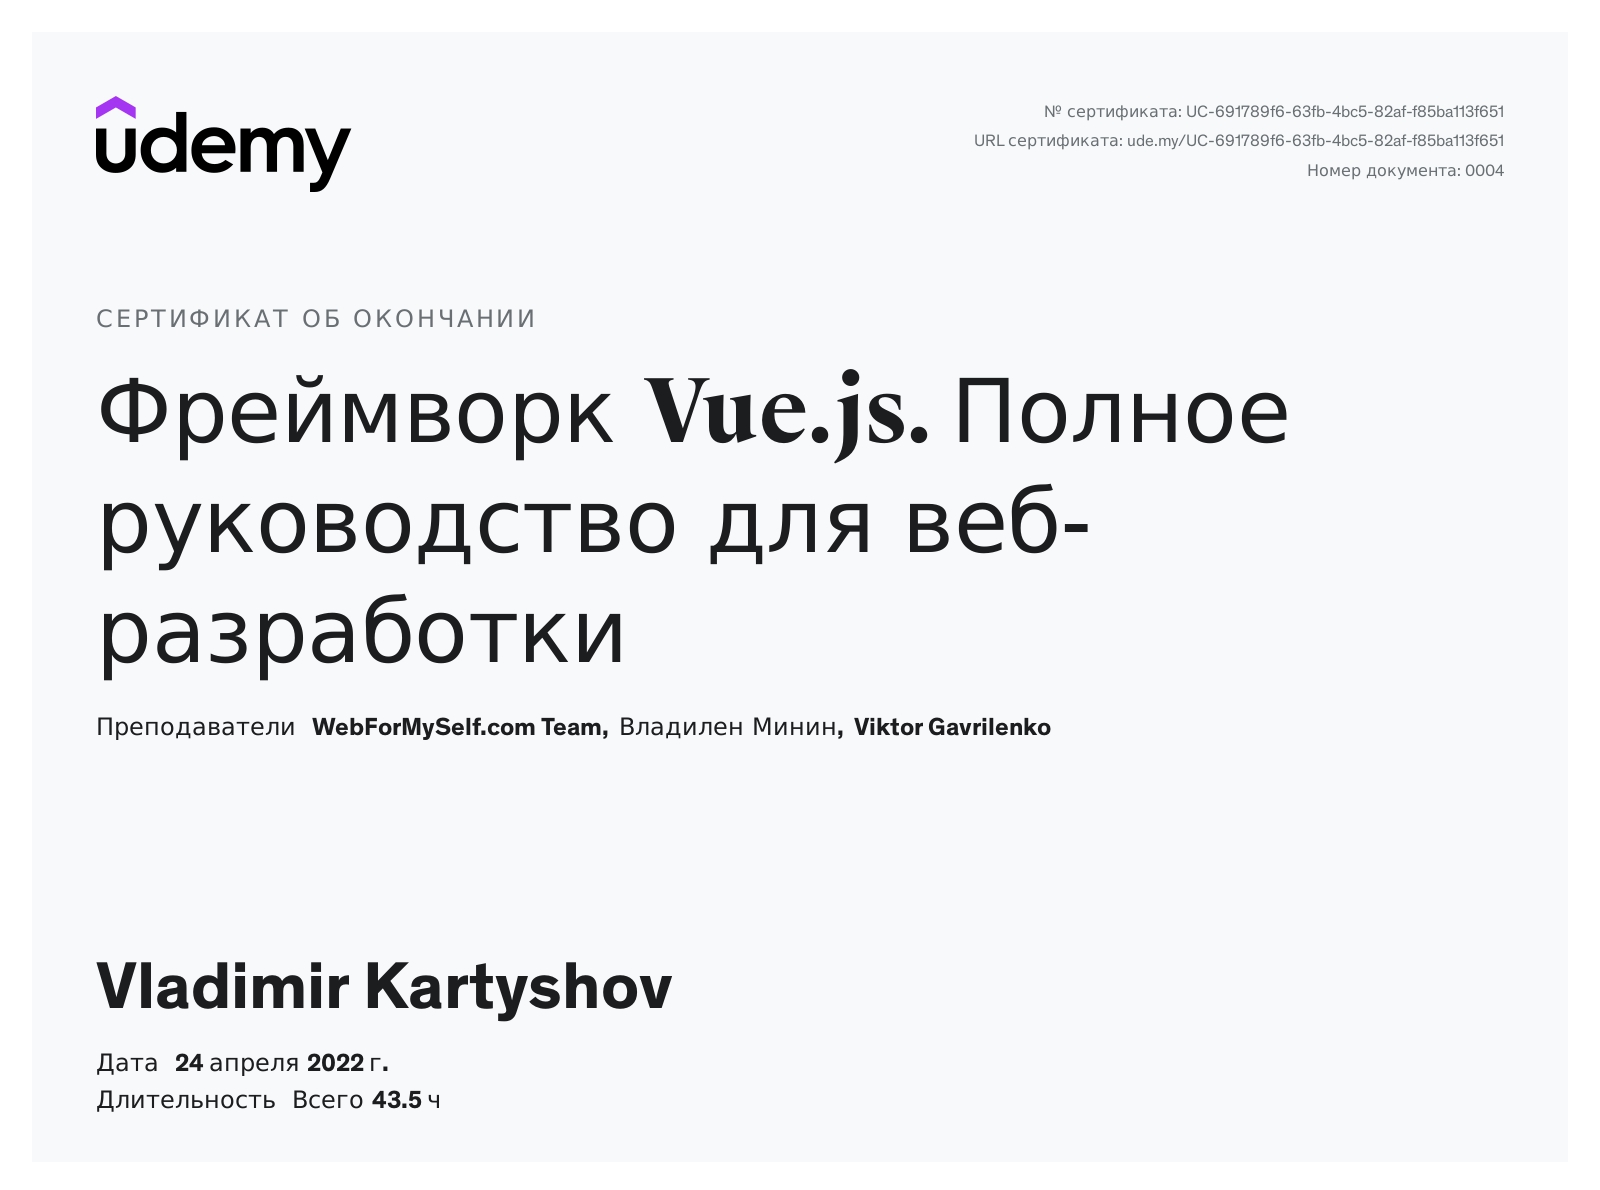 udemy
№ сертификата: UC-691789f6-63fb-4bc5-82af-f85ba113f651
URL сертификата: ude.my/UC-691789f6-63fb-4bc5-82af-f85ba113f651
Номер документа: 0004
СЕРТИФИКАТ ОБ ОКОНЧАНИИ
Фреймворк Vue.js. Полное
руководство для веб-
разработки
Преподаватели WebForMySelf.com Team, Владилен Минин, Viktor Gavrilenko
Vladimir Kartyshov
Дата 24 апреля 2022 г.
Длительность Всего 43.5 ч